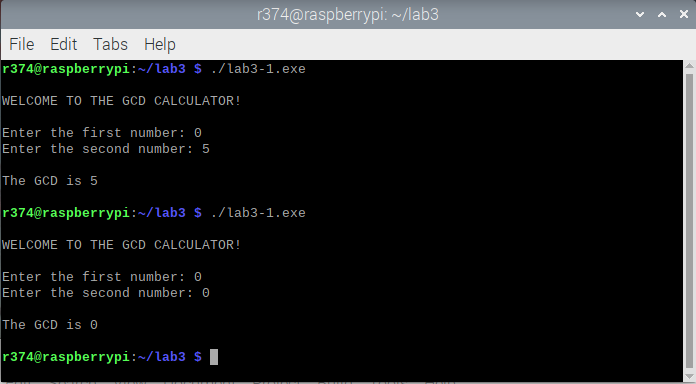 r374@raspberrypi: ~/lab3
File Edit Tabs Help
r374@raspberrypi:~/lab3 $ ./lab3-1.exe
WELCOME TO THE GCD CALCULATOR!
Enter the first number: 0
Enter the second number: 5
The GCD is 5
r374@raspberrypi:~/lab3 $ ./lab3-1.exe
WELCOME TO THE GCD CALCULATOR!
Enter the first number: 0
Enter the second number: 0
The GCD is 0
r374@raspberrypi:~/lab3 $